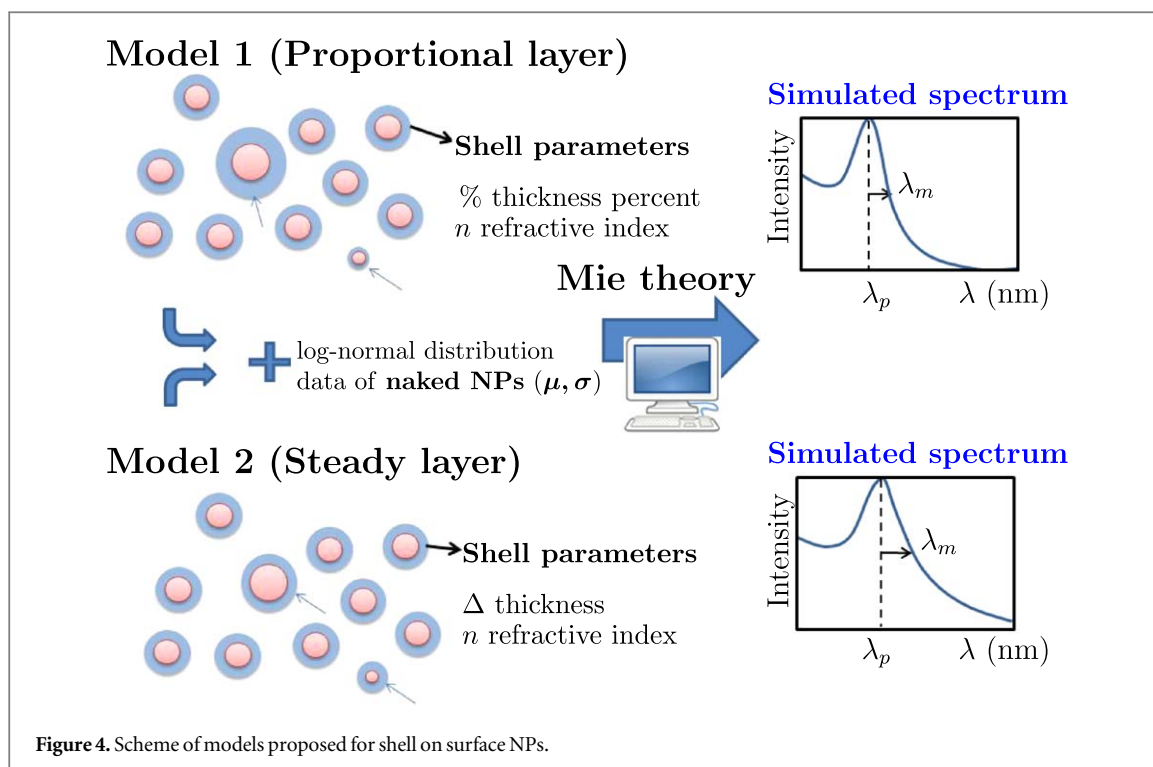 Model 1 (Proportional layer)
Shell parameters
% thickness percent
n refractive index
Simulated spectrum
Intensity
λm
λp
λ (nm)
Mie theory
log-normal distribution
data of naked NPs (μ, σ)
Model 2 (Steady layer)
Shell parameters
Δ thickness
n refractive index
Simulated spectrum
Intensity
λm
λp
λ (nm)
Figure 4. Scheme of models proposed for shell on surface NPs.